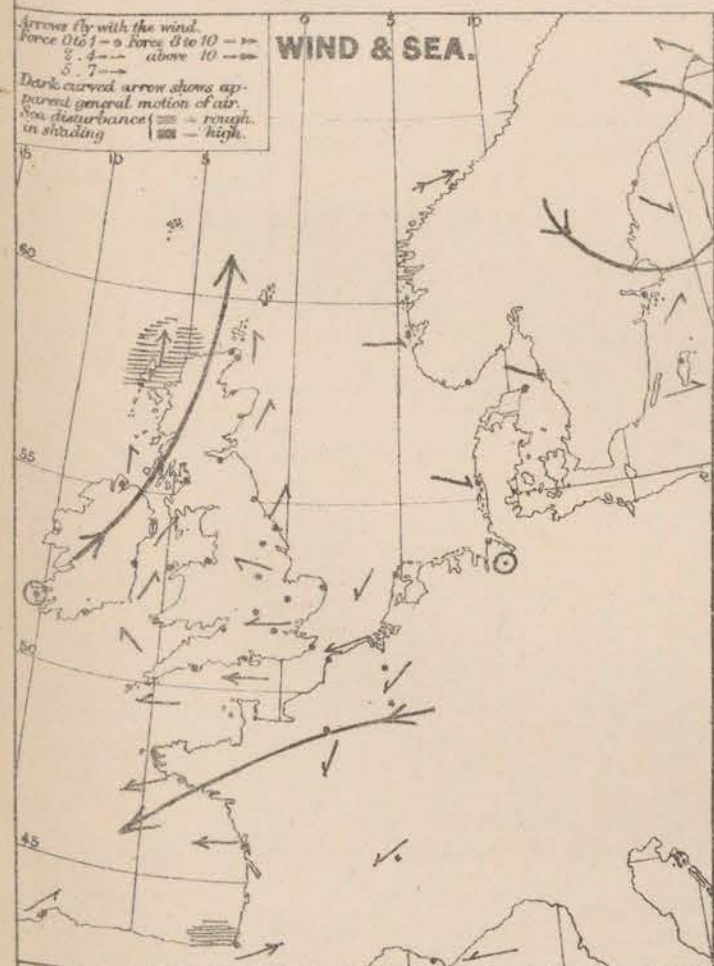 0 5 10
WIND & SEA.
Arrows fly with the wind.
Force 0 to 1 Force 8 to 10
2 . 4 above 10
5 . 7
Dark curved arrow shows ap-
parent general motion of air.
Sea disturbance { = rough.
in shading = high.
15 10 5
60
55
50
45